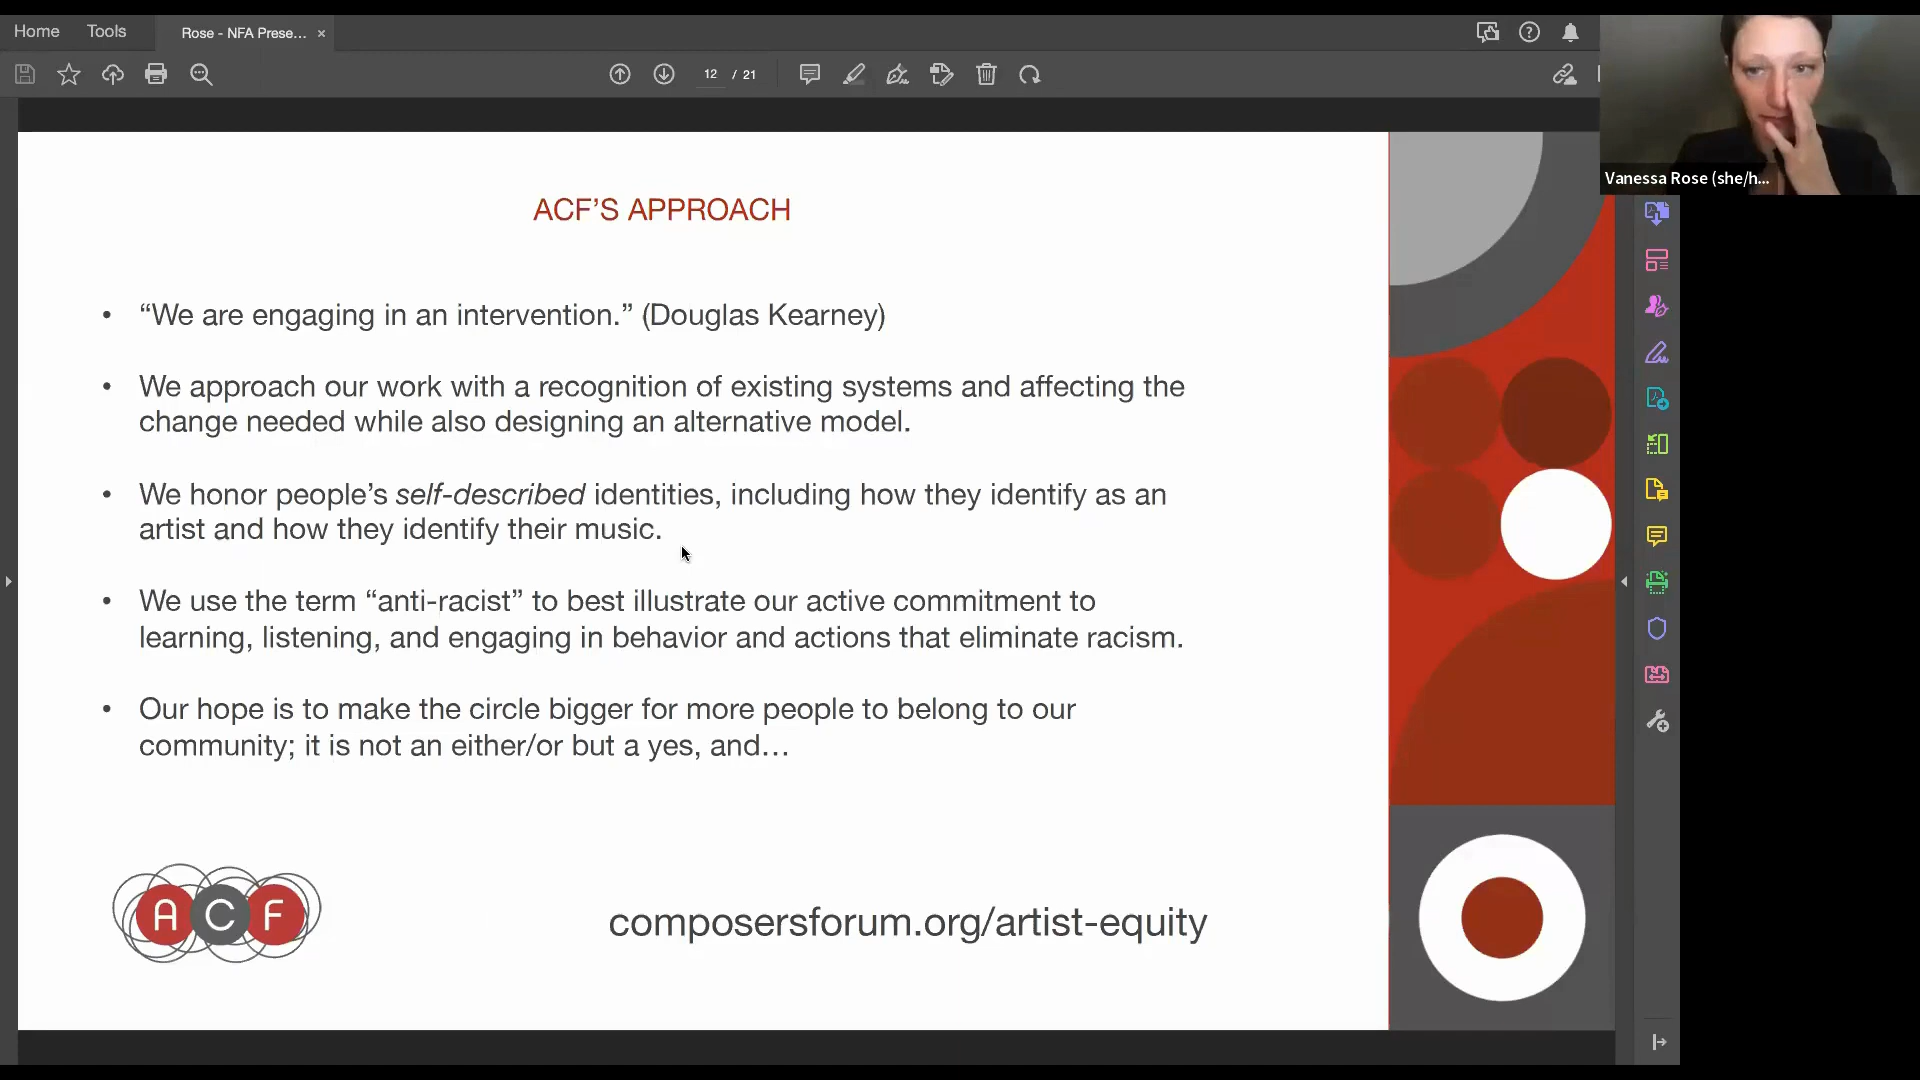 Home Tools Rose - NFA Prese... ×
12 / 21
Vanessa Rose (she/h...
ACF’S APPROACH
• “We are engaging in an intervention.” (Douglas Kearney)
• We approach our work with a recognition of existing systems and affecting the
change needed while also designing an alternative model.
• We honor people’s self-described identities, including how they identify as an
artist and how they identify their music.
• We use the term “anti-racist” to best illustrate our active commitment to
learning, listening, and engaging in behavior and actions that eliminate racism.
• Our hope is to make the circle bigger for more people to belong to our
community; it is not an either/or but a yes, and…
ACF
composersforum.org/artist-equity